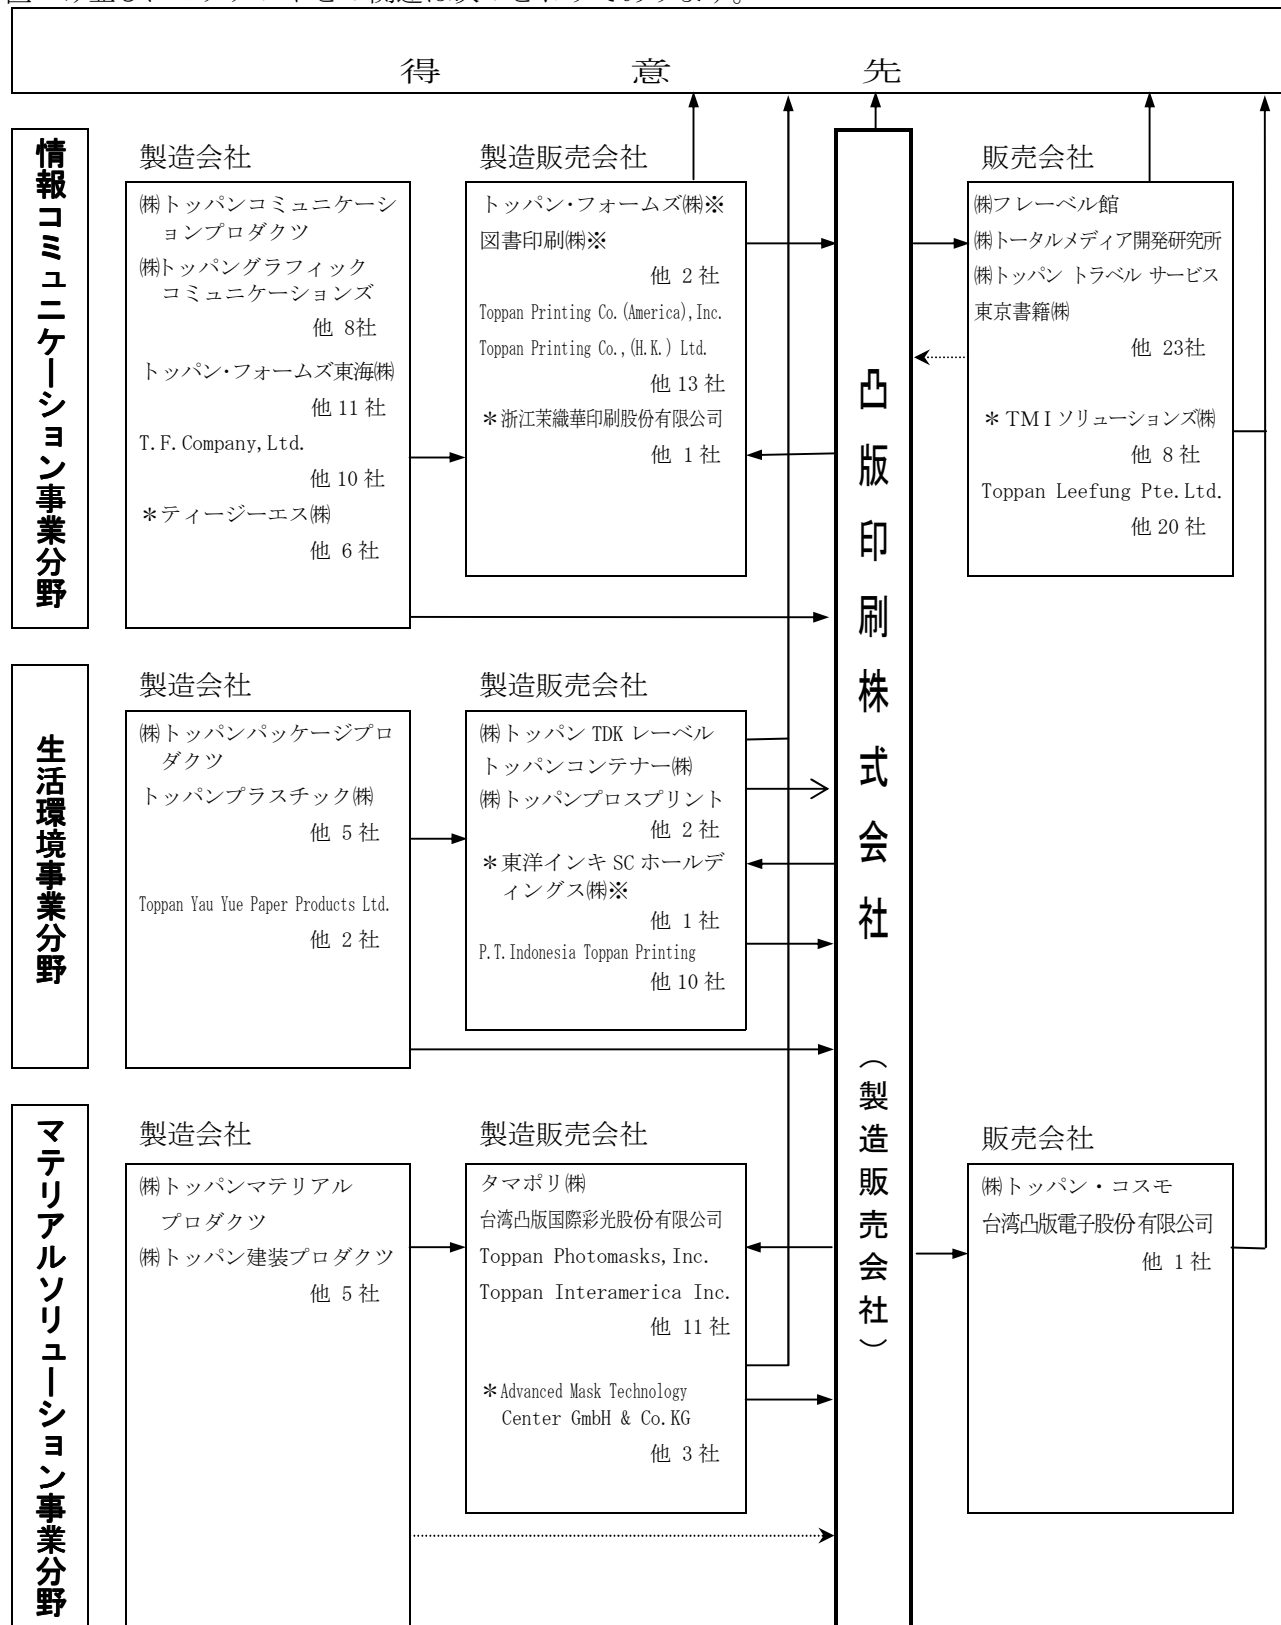 得意先
情報コミュニケーション事業分野
製造会社
㈱トッパンコミュニケーシ
ョンプロダクツ
㈱トッパングラフィック
コミュニケーションズ
他 8社
トッパン・フォームズ東海㈱
他 11 社
T.F.Company,Ltd.
他 10 社
＊ティージーエス㈱
他 6 社
製造販売会社
トッパン・フォームズ㈱※
図書印刷㈱※
他 2 社
Toppan Printing Co.(America),Inc.
Toppan Printing Co.,(H.K.) Ltd.
他 13 社
＊浙江茉織華印刷股份有限公司
他 1 社
凸版印刷株式会社
（製造販売会社）
販売会社
㈱フレーベル館
㈱トータルメディア開発研究所
㈱トッパン トラベル サービス
東京書籍㈱
他 23社
＊ＴＭＩソリューションズ㈱
他 8 社
Toppan Leefung Pte.Ltd.
他 20 社
生活環境事業分野
製造会社
㈱トッパンパッケージプロ
ダクツ
トッパンプラスチック㈱
他 5 社
Toppan Yau Yue Paper Products Ltd.
他 2 社
製造販売会社
㈱トッパン TDK レーベル
トッパンコンテナー㈱
㈱トッパンプロスプリント
他 2 社
＊東洋インキ SC ホールデ
ィングス㈱※
他 1 社
P.T.Indonesia Toppan Printing
他 10 社
マテリアルソリューション事業分野
製造会社
㈱トッパンマテリアル
プロダクツ
㈱トッパン建装プロダクツ
他 5 社
製造販売会社
タマポリ㈱
台湾凸版国際彩光股份有限公司
Toppan Photomasks,Inc.
Toppan Interamerica Inc.
他 11 社
＊Advanced Mask Technology
Center GmbH & Co.KG
他 3 社
販売会社
㈱トッパン・コスモ
台湾凸版電子股份有限公司
他 1 社